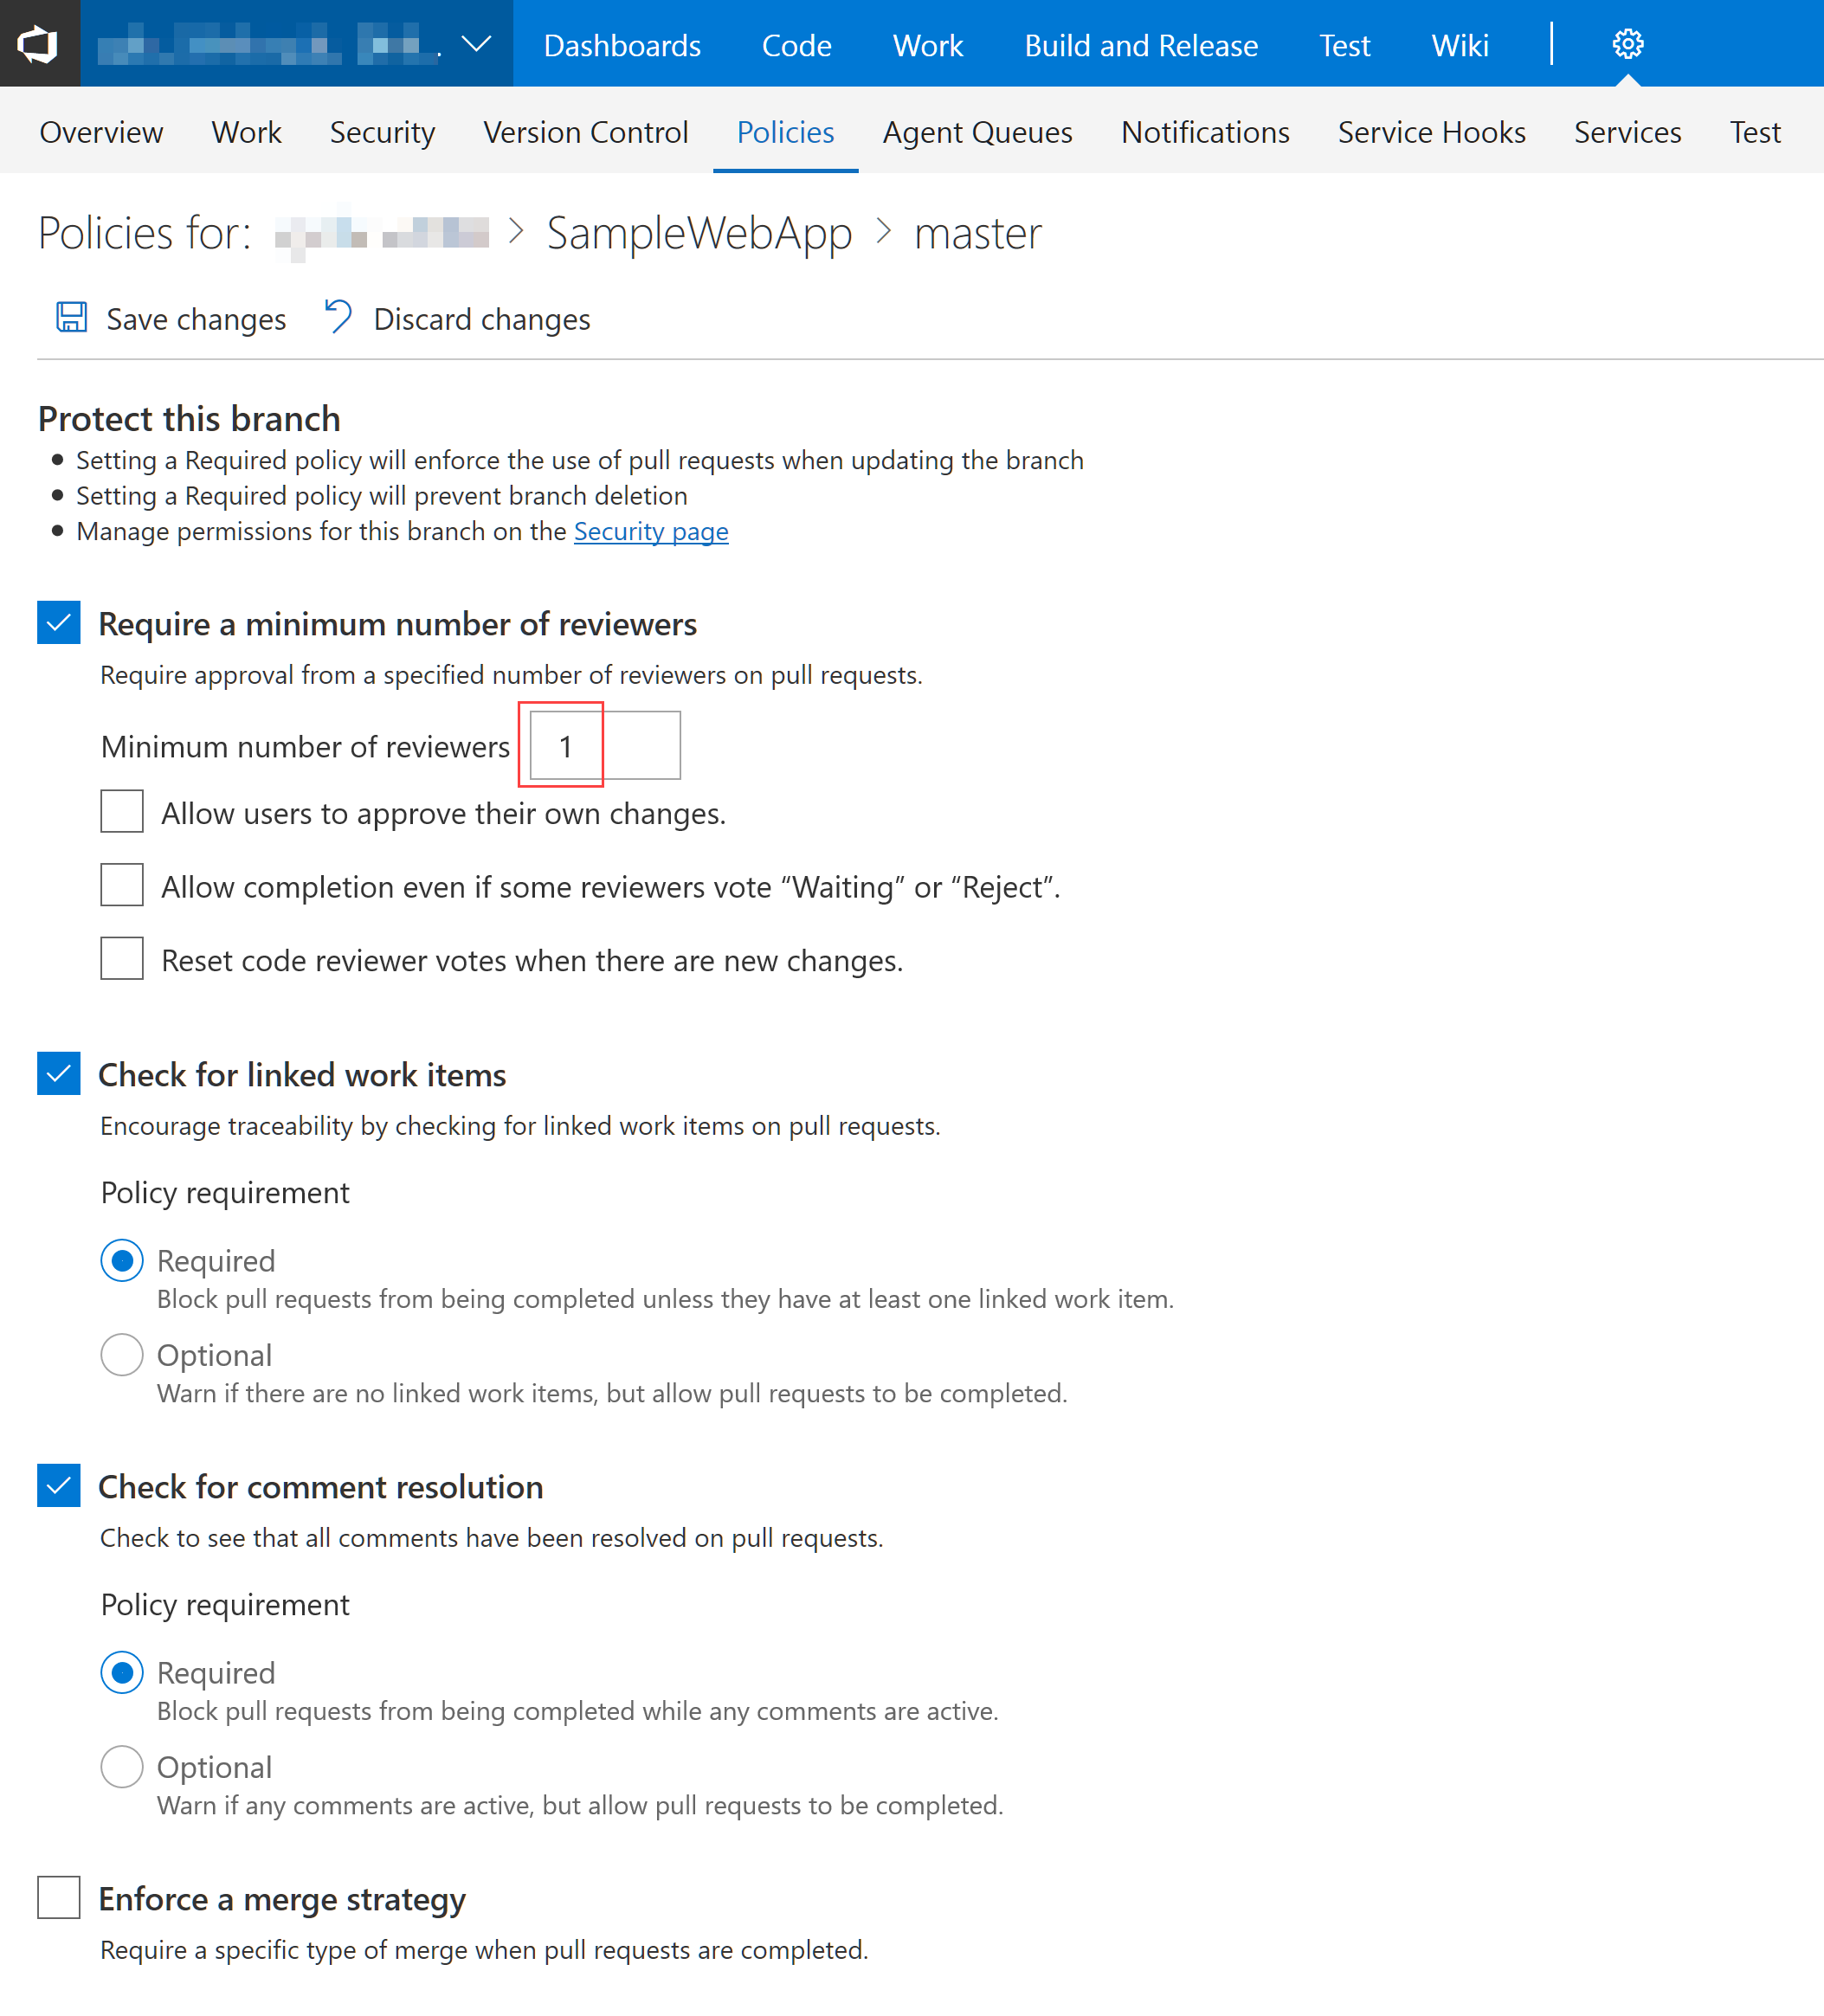 Dashboards Code Work Build and Release Test Wiki
Overview Work Security Version Control Policies Agent Queues Notifications Service Hooks Services Test
Policies for: > SampleWebApp > master
Save changes Discard changes
Protect this branch
• Setting a Required policy will enforce the use of pull requests when updating the branch
• Setting a Required policy will prevent branch deletion
• Manage permissions for this branch on the Security page
Require a minimum number of reviewers
Require approval from a specified number of reviewers on pull requests.
Minimum number of reviewers 1
Allow users to approve their own changes.
Allow completion even if some reviewers vote “Waiting” or “Reject”.
Reset code reviewer votes when there are new changes.
Check for linked work items
Encourage traceability by checking for linked work items on pull requests.
Policy requirement
Required
Block pull requests from being completed unless they have at least one linked work item.
Optional
Warn if there are no linked work items, but allow pull requests to be completed.
Check for comment resolution
Check to see that all comments have been resolved on pull requests.
Policy requirement
Required
Block pull requests from being completed while any comments are active.
Optional
Warn if any comments are active, but allow pull requests to be completed.
Enforce a merge strategy
Require a specific type of merge when pull requests are completed.